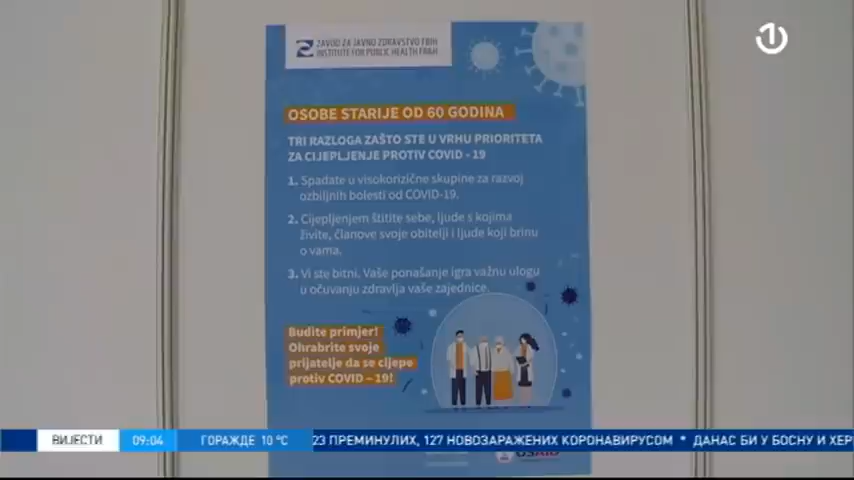 ZAVOD ZA JAVNO ZDRAVSTVO FBIH
INSTITUTE FOR PUBLIC HEALTH FB&H
1
OSOBE STARIJE OD 60 GODINA
TRI RAZLOGA ZAŠTO STE U VRHU PRIORITETA
ZA CIJEPLJENJE PROTIV COVID - 19
1. Spadate u visokorizične skupine za razvoj
ozbiljnih bolesti od COVID-19.
2. Cijepljenjem štitite sebe, ljude s kojima
živite, članove svoje obitelji i ljude koji brinu
o vama.
3. Vi ste bitni. Vaše ponašanje igra važnu ulogu
u očuvanju zdravlja vaše zajednice.
Budite primjer!
Ohrabrite svoje
prijatelje da se cijepe
protiv COVID – 19!
ВИЈЕСТИ 09:04 ГОРАЖДЕ 10 °C 23 ПРЕМИНУЛИХ, 127 НОВОЗАРАЖЕНИХ КОРОНАВИРУСОМ * ДАНАС БИ У БОСНУ И ХЕР
USAID